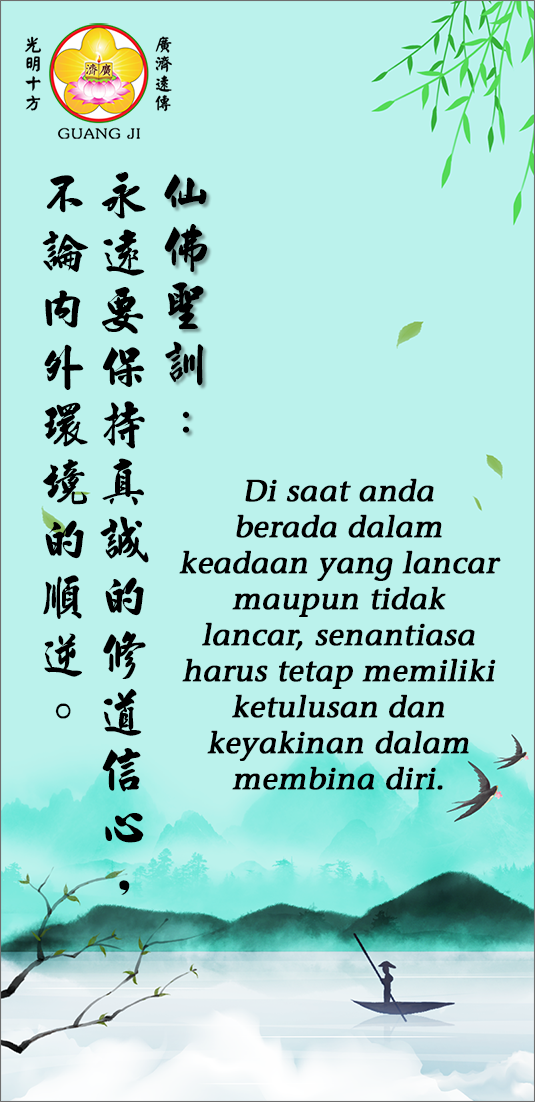 光明十方
廣濟遠傳
廣濟
GUANG JI
仙佛聖訓：
永遠要保持真誠的修道信心，
不論內外環境的順逆。
Di saat anda
berada dalam
keadaan yang lancar
maupun tidak
lancar, senantiasa
harus tetap memiliki
ketulusan dan
keyakinan dalam
membina diri.